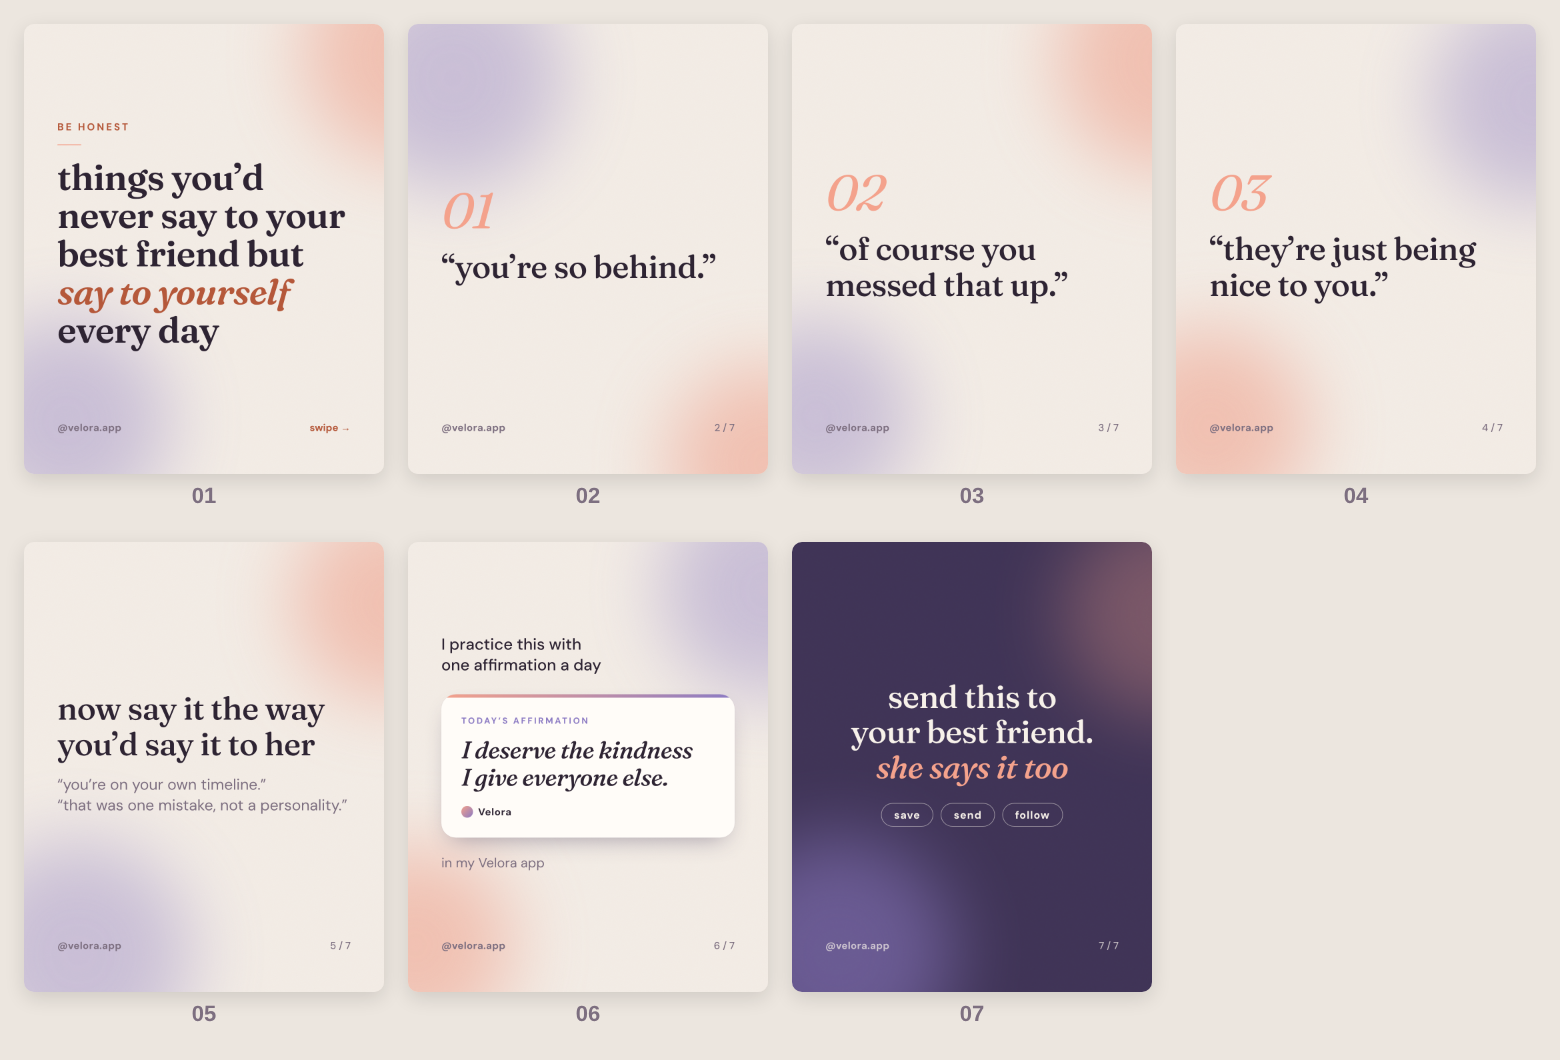 BE HONEST
things you’d
never say to your
best friend but
say to yourself
every day
@velora.app
swipe →
01
01
“you’re so behind.”
@velora.app
2 / 7
02
02
“of course you
messed that up.”
@velora.app
3 / 7
03
03
“they’re just being
nice to you.”
@velora.app
4 / 7
04
now say it the way
you’d say it to her
“you’re on your own timeline.”
“that was one mistake, not a personality.”
@velora.app
5 / 7
05
I practice this with
one affirmation a day
TODAY’S AFFIRMATION
I deserve the kindness
I give everyone else.
Velora
in my Velora app
@velora.app
6 / 7
06
send this to
your best friend.
she says it too
save send follow
@velora.app
7 / 7
07